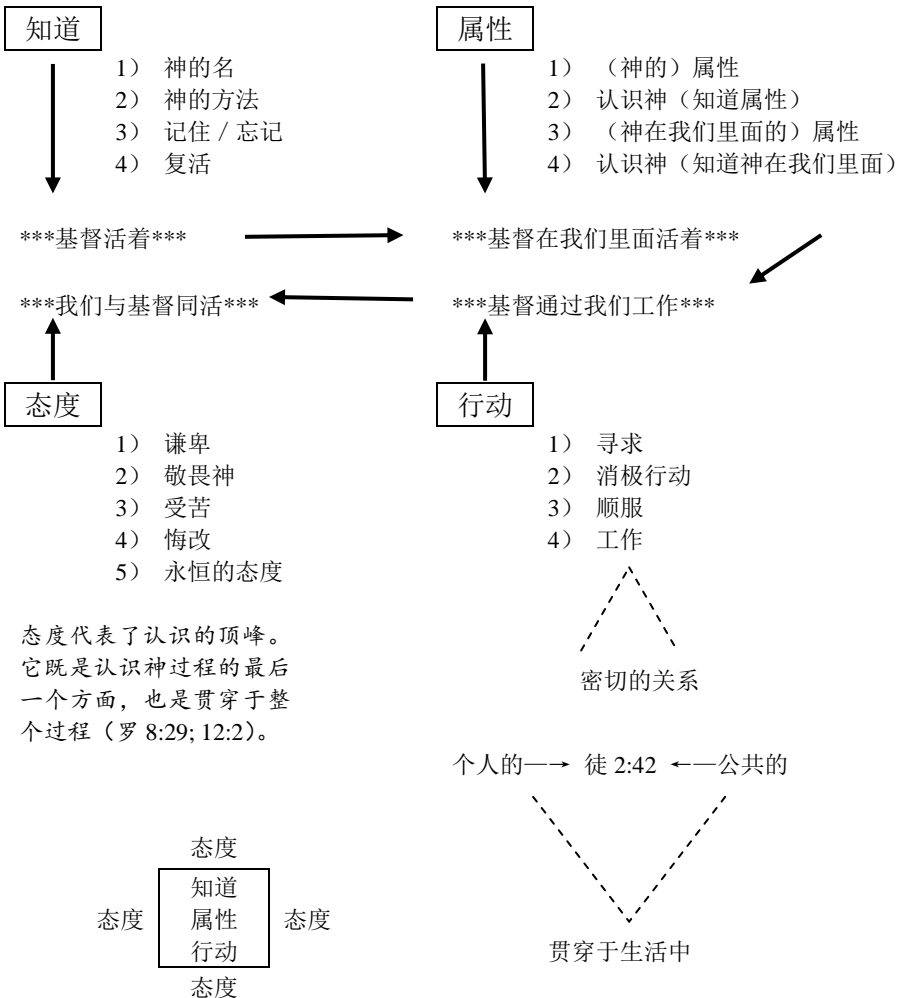 知道
1） 神的名
2） 神的方法
3） 记住／忘记
4） 复活
属性
1） （神的）属性
2） 认识神（知道属性）
3） （神在我们里面的）属性
4） 认识神（知道神在我们里面）
***基督活着***
***基督在我们里面活着***
***我们与基督同活***
***基督通过我们工作***
态度
1） 谦卑
2） 敬畏神
3） 受苦
4） 悔改
5） 永恒的态度
行动
1） 寻求
2） 消极行动
3） 顺服
4） 工作
密切的关系
态度代表了认识的顶峰。
它既是认识神过程的最后
一个方面，也是贯穿于整
个过程（罗 8:29; 12:2）。
个人的—→ 徒 2:42 ←—公共的
贯穿于生活中
态度
知道
态度 属性 态度
行动
态度